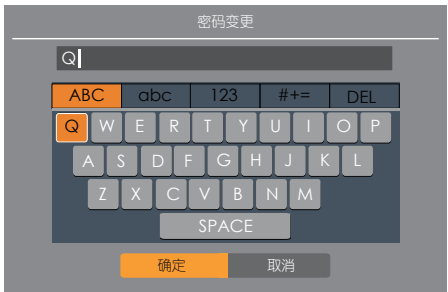 密码变更
Q
ABC abc 123 #+= DEL
Q W E R T Y U I O P
A S D F G H J K L
Z X C V B N M
SPACE
确定 取消